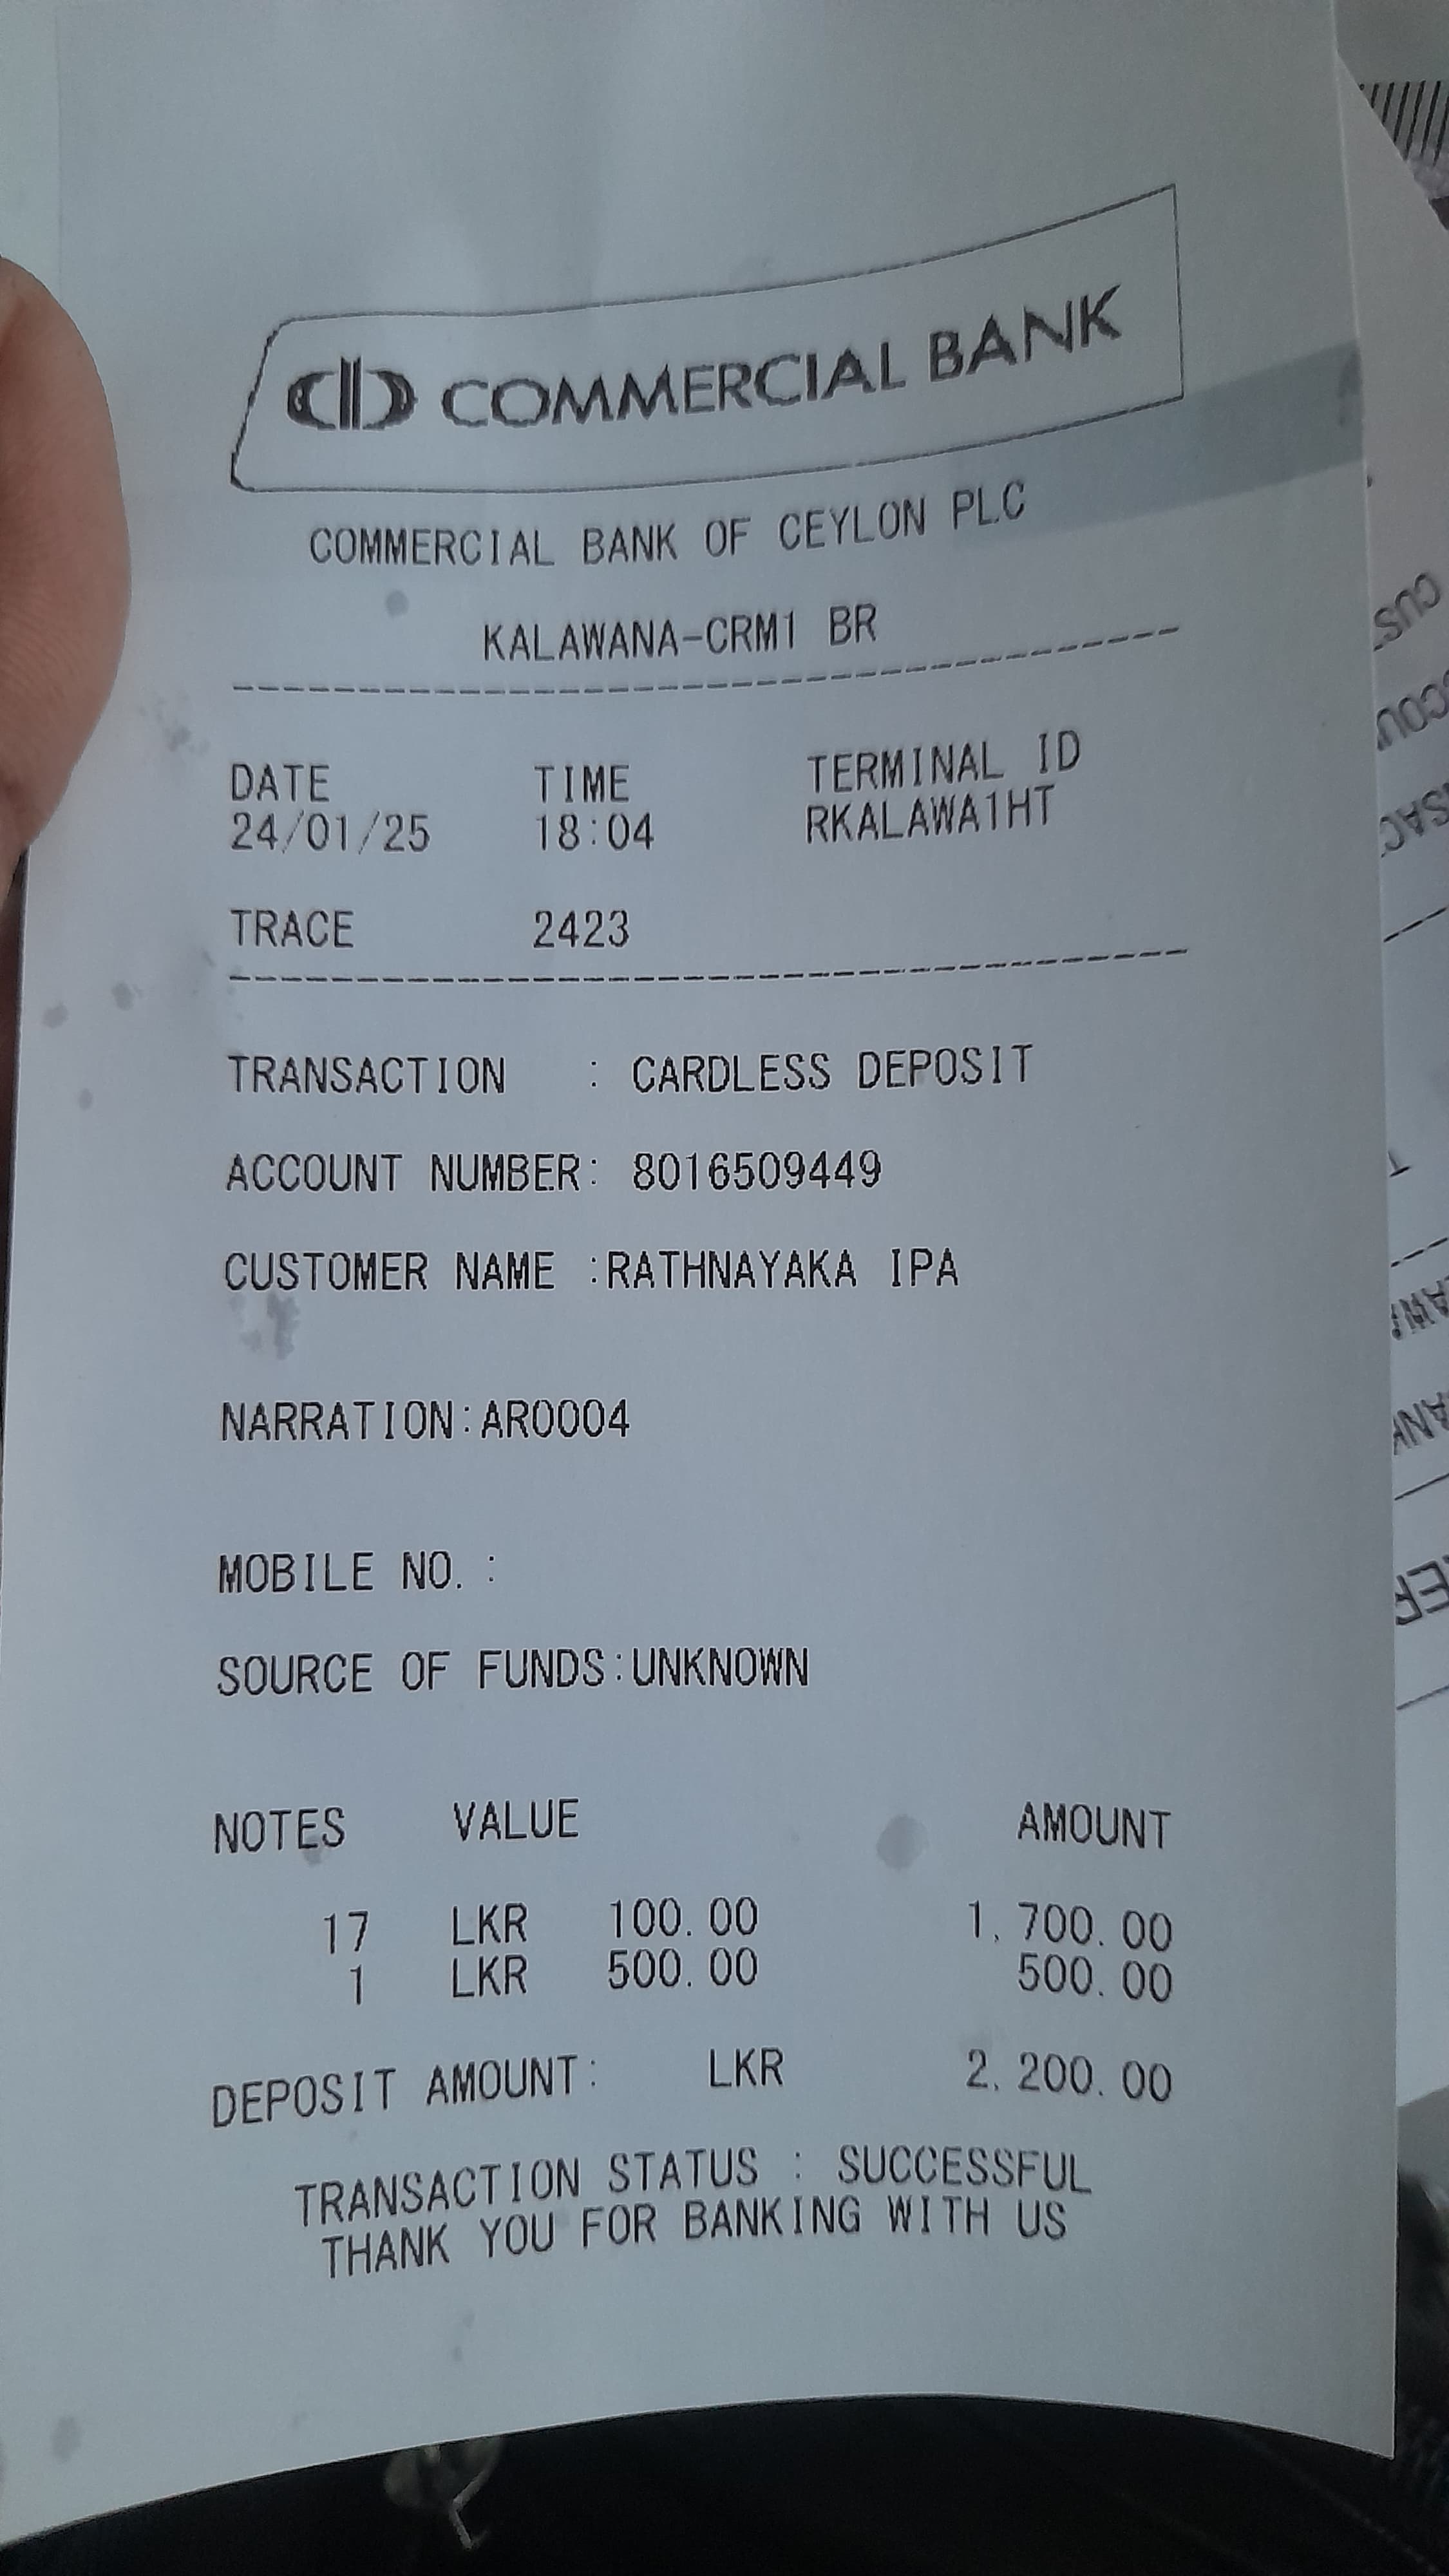 COMMERCIAL BANK
COMMERCIAL BANK OF CEYLON PLC
KALAWANA-CRM1 BR
DATE TIME TERMINAL ID
24/01/25 18:04 RKALAWA1HT
TRACE 2423
TRANSACTION : CARDLESS DEPOSIT
ACCOUNT NUMBER: 8016509449
CUSTOMER NAME :RATHNAYAKA IPA
NARRATION:AR0004
MOBILE NO. :
SOURCE OF FUNDS:UNKNOWN
NOTES VALUE AMOUNT
17 LKR 100.00 1,700.00
1 LKR 500.00 500.00
DEPOSIT AMOUNT: LKR 2,200.00
TRANSACTION STATUS : SUCCESSFUL
THANK YOU FOR BANKING WITH US